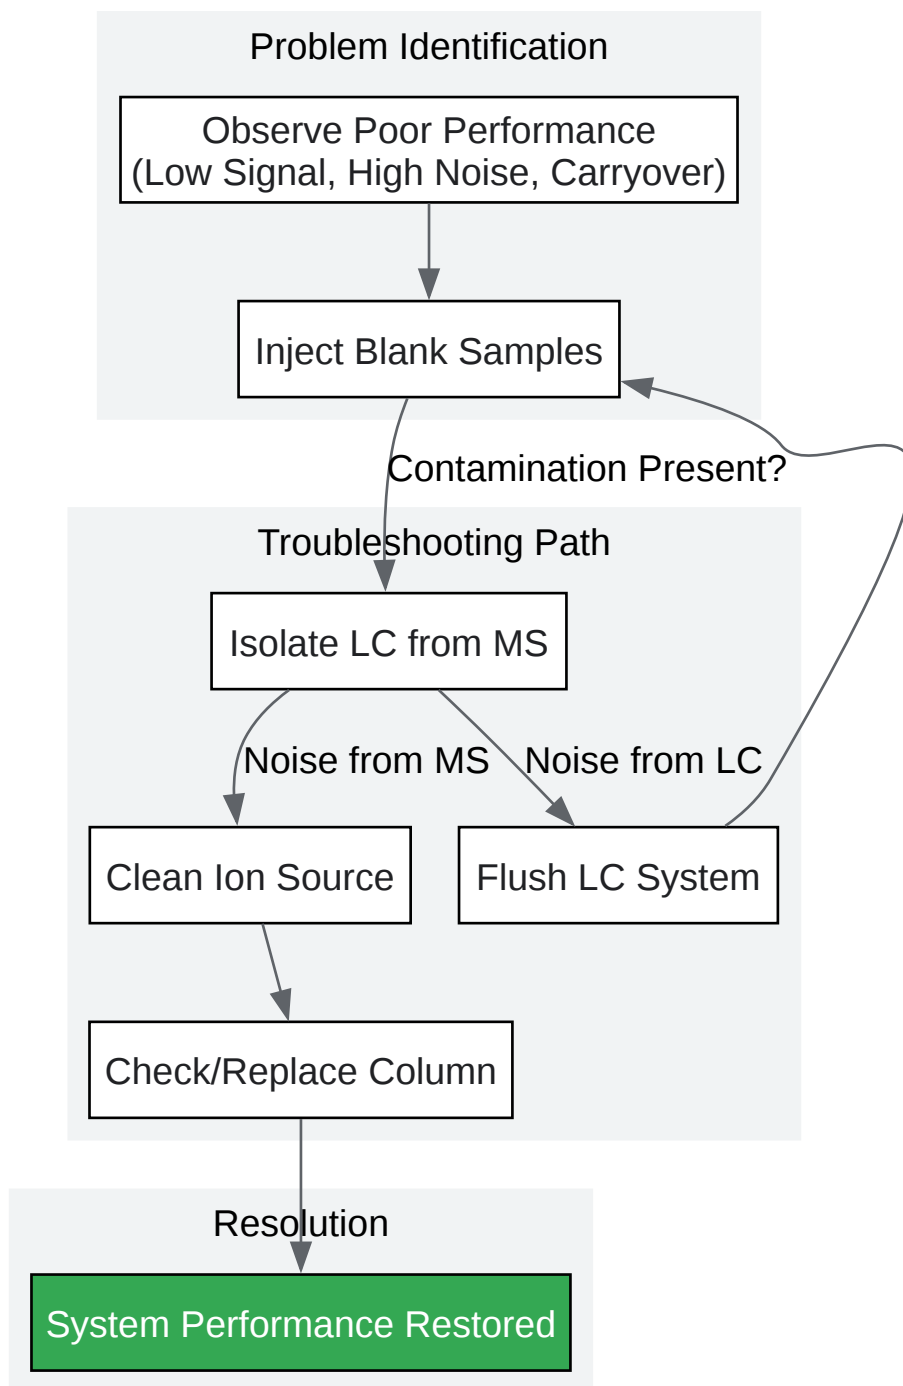 Problem Identification
Observe Poor Performance
(Low Signal, High Noise, Carryover)
Inject Blank Samples
Contamination Present?
Troubleshooting Path
Isolate LC from MS
Noise from MS
Noise from LC
Clean Ion Source
Flush LC System
Check/Replace Column
Resolution
System Performance Restored